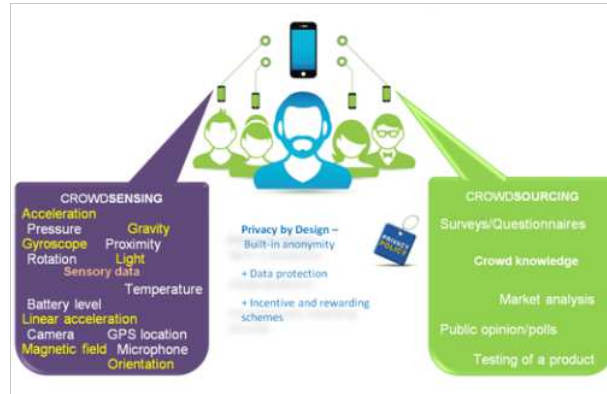 CROWDSENSING
Acceleration
Pressure Gravity
Gyroscope Proximity
Rotation Light
Sensory data
Temperature
Battery level
Linear acceleration
Camera GPS location
Magnetic field Microphone
Orientation
Privacy by Design –
Built-in anonymity
+ Data protection
+ Incentive and rewarding
schemes
PRIVACY
POLICY
CROWDSOURCING
Surveys/Questionnaires
Crowd knowledge
Market analysis
Public opinion/polls
Testing of a product